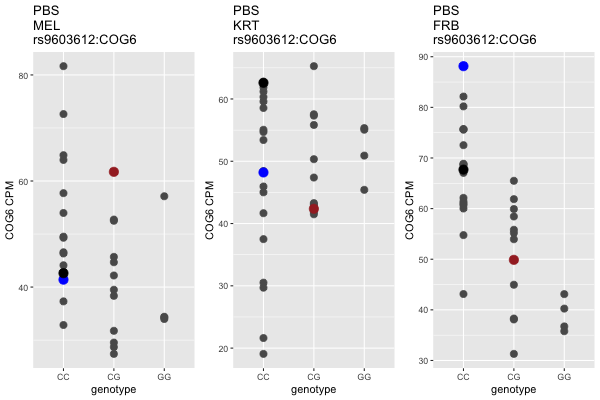 PBS
MEL
rs9603612:COG6
COG6 CPM
80
60
40
CC CG GG
genotype
PBS
KRT
rs9603612:COG6
COG6 CPM
60
50
40
30
20
CC CG GG
genotype
PBS
FRB
rs9603612:COG6
COG6 CPM
90
80
70
60
50
40
30
CC CG GG
genotype